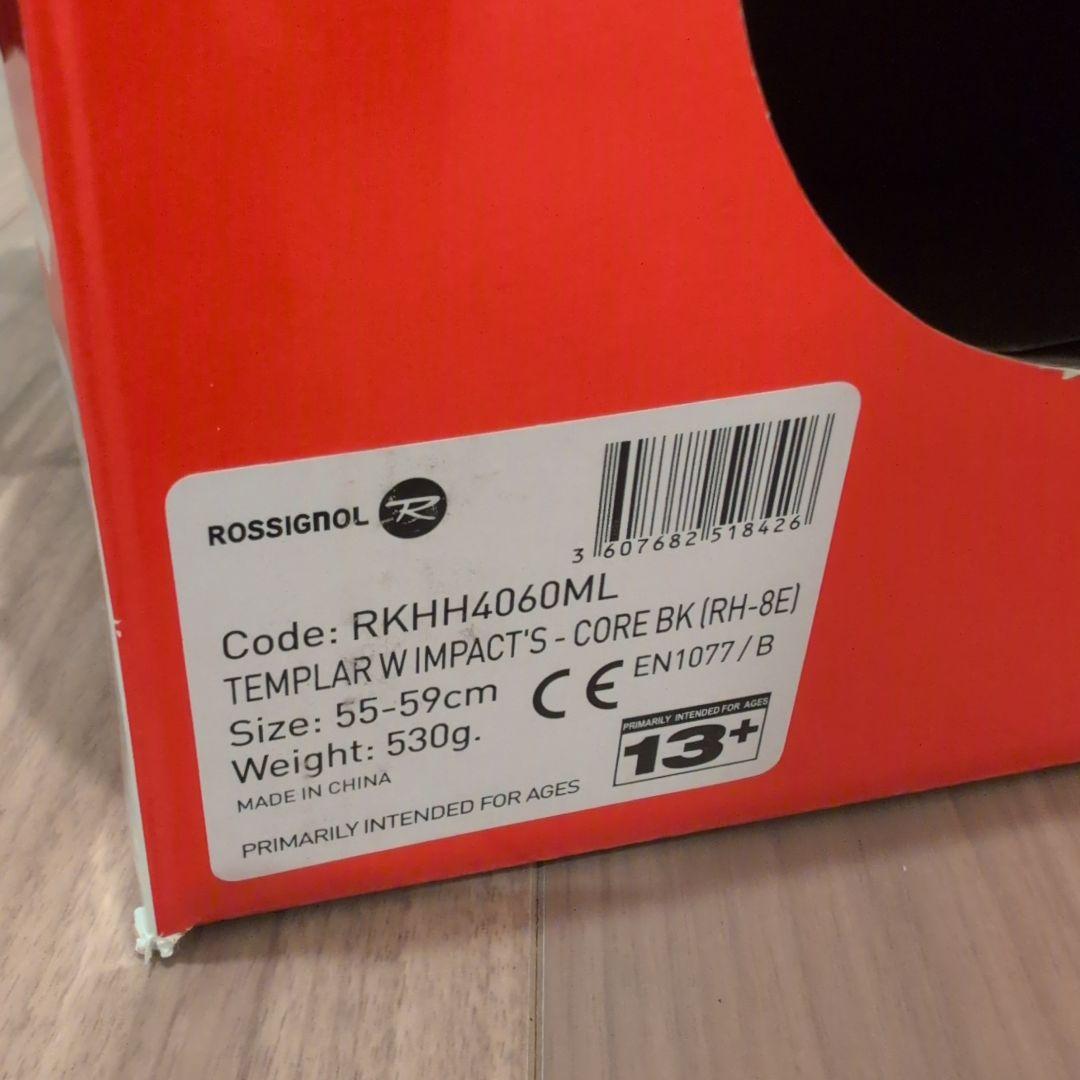 ROSSIGNOL R
3 607682 518426
Code: RKHH4060ML
TEMPLAR W IMPACT'S - CORE BK (RH-8E)
Size: 55-59cm
CE EN1077 / B
Weight: 530g.
MADE IN CHINA
PRIMARILY INTENDED FOR AGES
13+
PRIMARILY INTENDED FOR AGES